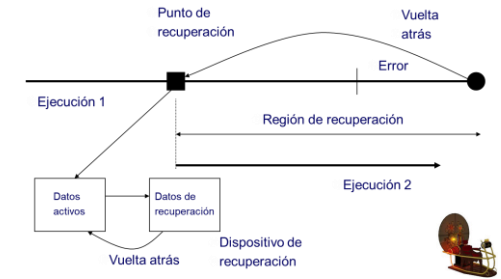 Punto de
recuperación
Vuelta
atrás
Error
Ejecución 1
Región de recuperación
Ejecución 2
Datos
activos
Datos de
recuperación
Vuelta atrás
Dispositivo de
recuperación